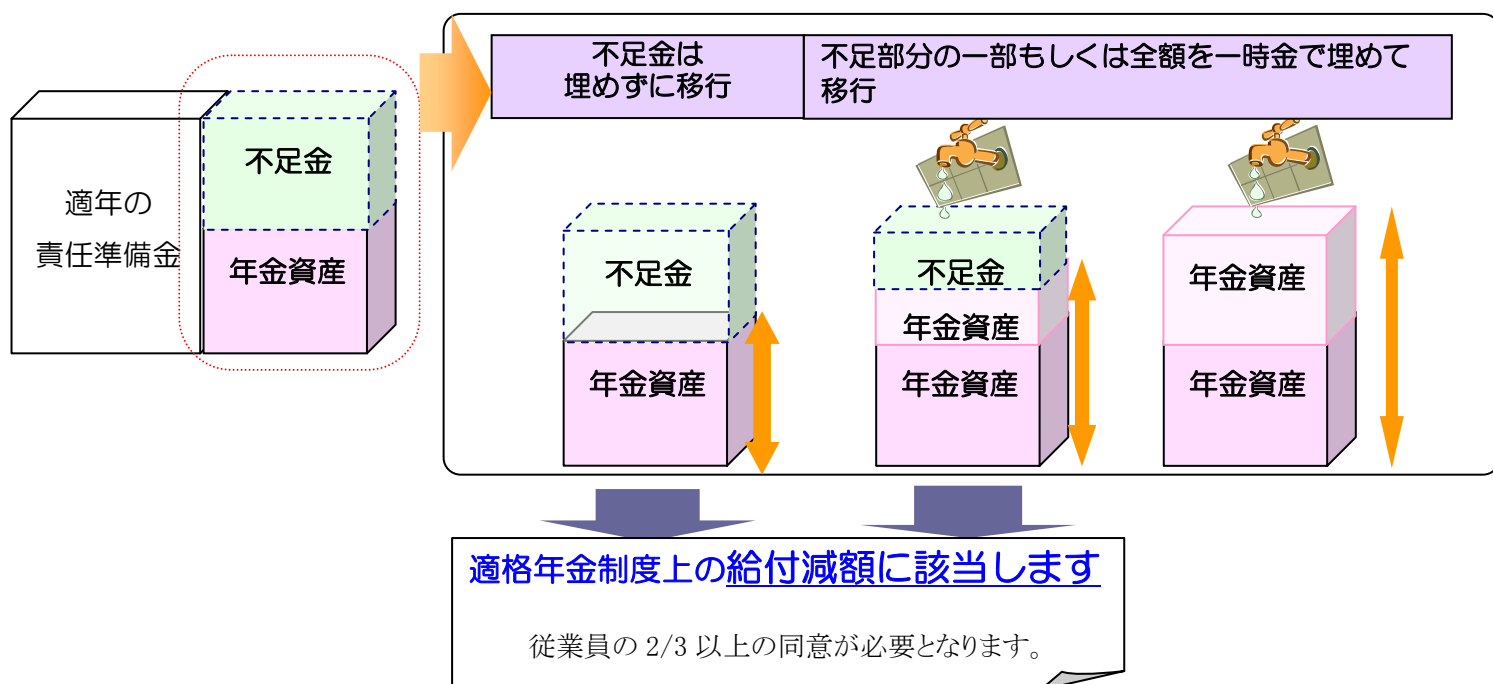 適年の
責任準備金
不足金
年金資産
不足金は
埋めずに移行
不足部分の一部もしくは全額を一時金で埋めて
移行
不足金
年金資産
不足金
年金資産
年金資産
年金資産
年金資産
適格年金制度上の給付減額に該当します
従業員の 2/3 以上の同意が必要となります。